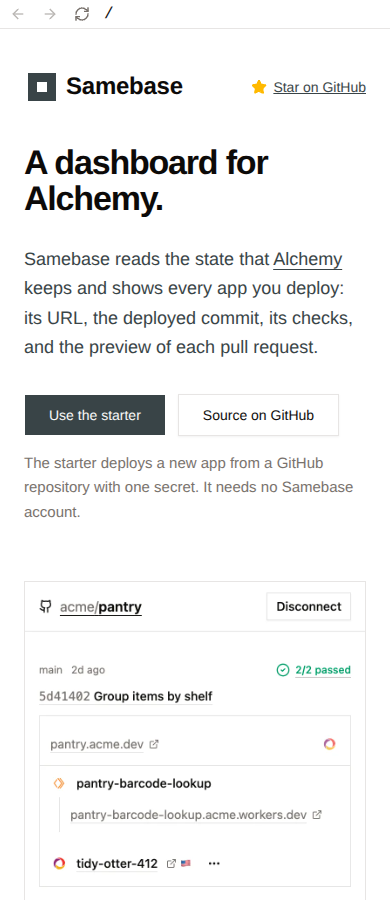 /
Samebase
Star on GitHub
A dashboard for
Alchemy.
Samebase reads the state that Alchemy
keeps and shows every app you deploy:
its URL, the deployed commit, its checks,
and the preview of each pull request.
Use the starter
Source on GitHub
The starter deploys a new app from a GitHub
repository with one secret. It needs no Samebase
account.
acme/pantry
Disconnect
main 2d ago
2/2 passed
5d41402 Group items by shelf
pantry.acme.dev
pantry-barcode-lookup
pantry-barcode-lookup.acme.workers.dev
tidy-otter-412